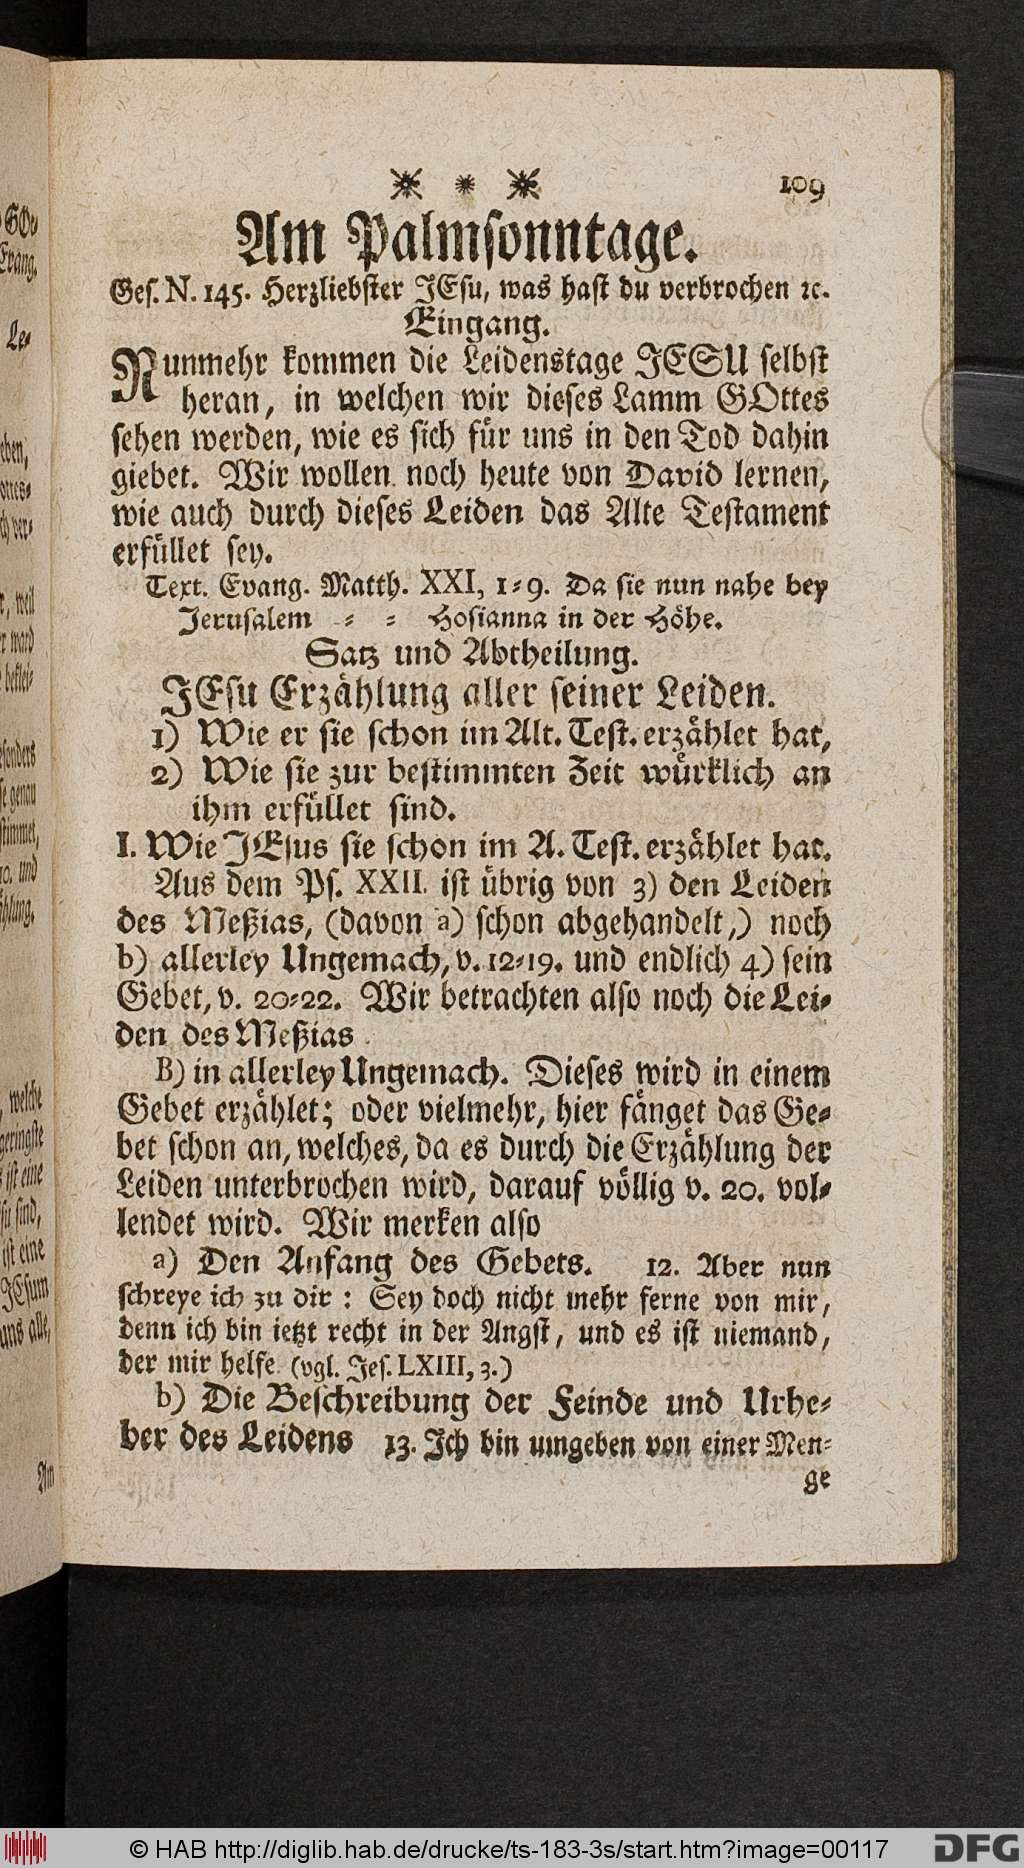 109
Am Palmsonntage.
Ges. N. 145. Herzliebster JEsu, was hast du verbrochen ꝛc.
Eingang.
Nunmehr kommen die Leidenstage JESU selbst
heran, in welchen wir dieses Lamm GOttes
sehen werden, wie es sich für uns in den Tod dahin
giebet. Wir wollen noch heute von David lernen,
wie auch durch dieses Leiden das Alte Testament
erfüllet sey.
Text. Evang. Matth. XXI, 1-9. Da sie nun nahe bey
Jerusalem - - Hosianna in der Höhe.
Satz und Abtheilung.
JEsu Erzählung aller seiner Leiden.
1) Wie er sie schon im Alt. Test. erzählet hat,
2) Wie sie zur bestimmten Zeit würklich an
ihm erfüllet sind.
I. Wie JEsus sie schon im A. Test. erzählet hat.
Aus dem Ps. XXII. ist übrig von 3) den Leiden
des Meßias, (davon a) schon abgehandelt,) noch
b) allerley Ungemach, v. 12-19. und endlich 4) sein
Gebet, v. 20-22. Wir betrachten also noch die Lei-
den des Meßias
B) in allerley Ungemach. Dieses wird in einem
Gebet erzählet; oder vielmehr, hier fänget das Ge-
bet schon an, welches, da es durch die Erzählung der
Leiden unterbrochen wird, darauf völlig v. 20. vol-
lendet wird. Wir merken also
a) Den Anfang des Gebets. 12. Aber nun
schreye ich zu dir: Sey doch nicht mehr ferne von mir,
denn ich bin ietzt recht in der Angst, und es ist niemand,
der mir helfe (vgl. Jes. LXIII, 3.)
b) Die Beschreibung der Feinde und Urhe-
ber des Leidens 13. Ich bin umgeben von einer Men-
ge
© HAB http://diglib.hab.de/drucke/ts-183-3s/start.htm?image=00117
DFG